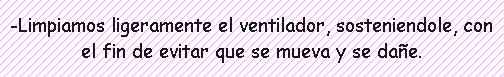 -Limpiamos ligeramente el ventilador, sosteniendole, con
el fin de evitar que se mueva y se dañe.